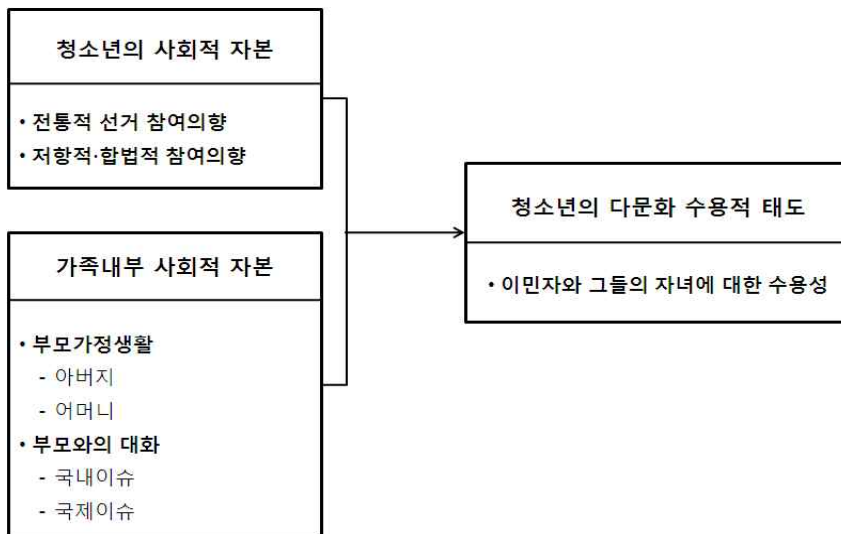 청소년의 사회적 자본
• 전통적 선거 참여의향
• 저항적·합법적 참여의향
가족내부 사회적 자본
• 부모가정생활
- 아버지
- 어머니
• 부모와의 대화
- 국내이슈
- 국제이슈
청소년의 다문화 수용적 태도
• 이민자와 그들의 자녀에 대한 수용성